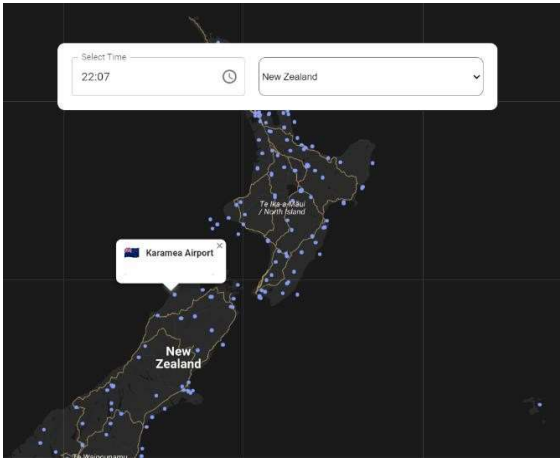 Select Time
22:07
New Zealand
Te Ika-a-Māui
/ North Island
Karamea Airport
×
New
Zealand
Te Waipounamu